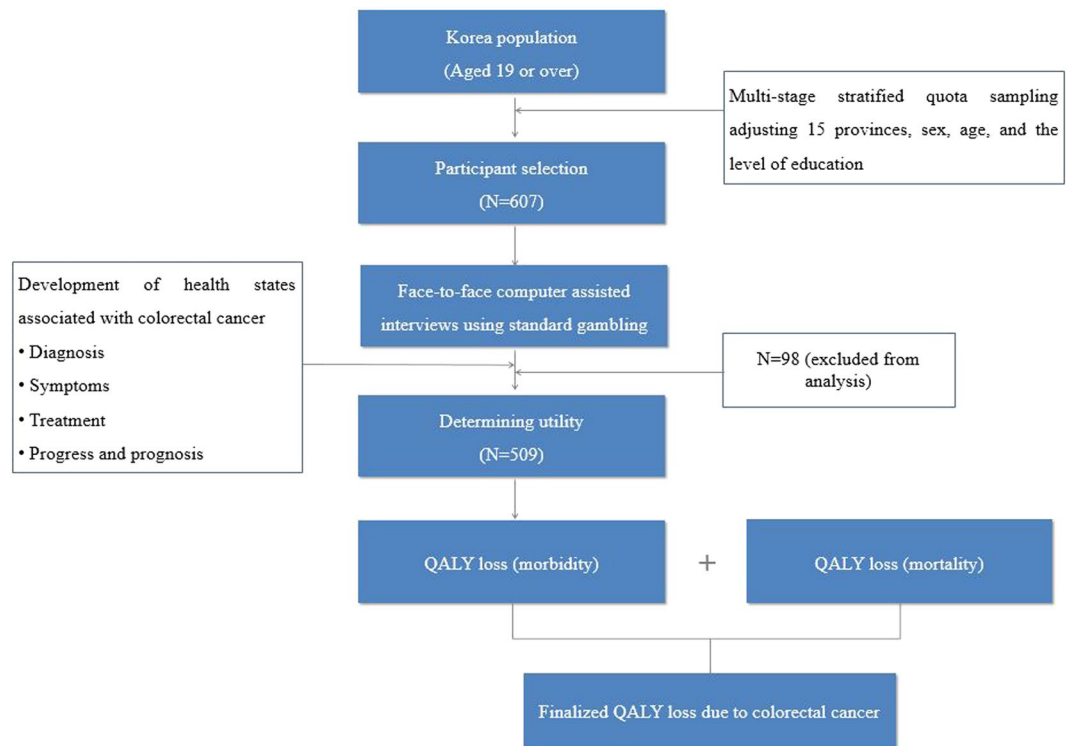 Korea population
(Aged 19 or over)
Multi-stage stratified quota sampling
adjusting 15 provinces, sex, age, and the
level of education
Participant selection
(N=607)
Development of health states
associated with colorectal cancer
• Diagnosis
• Symptoms
• Treatment
• Progress and prognosis
Face-to-face computer assisted
interviews using standard gambling
N=98 (excluded from
analysis)
Determining utility
(N=509)
QALY loss (morbidity)
+
QALY loss (mortality)
Finalized QALY loss due to colorectal cancer